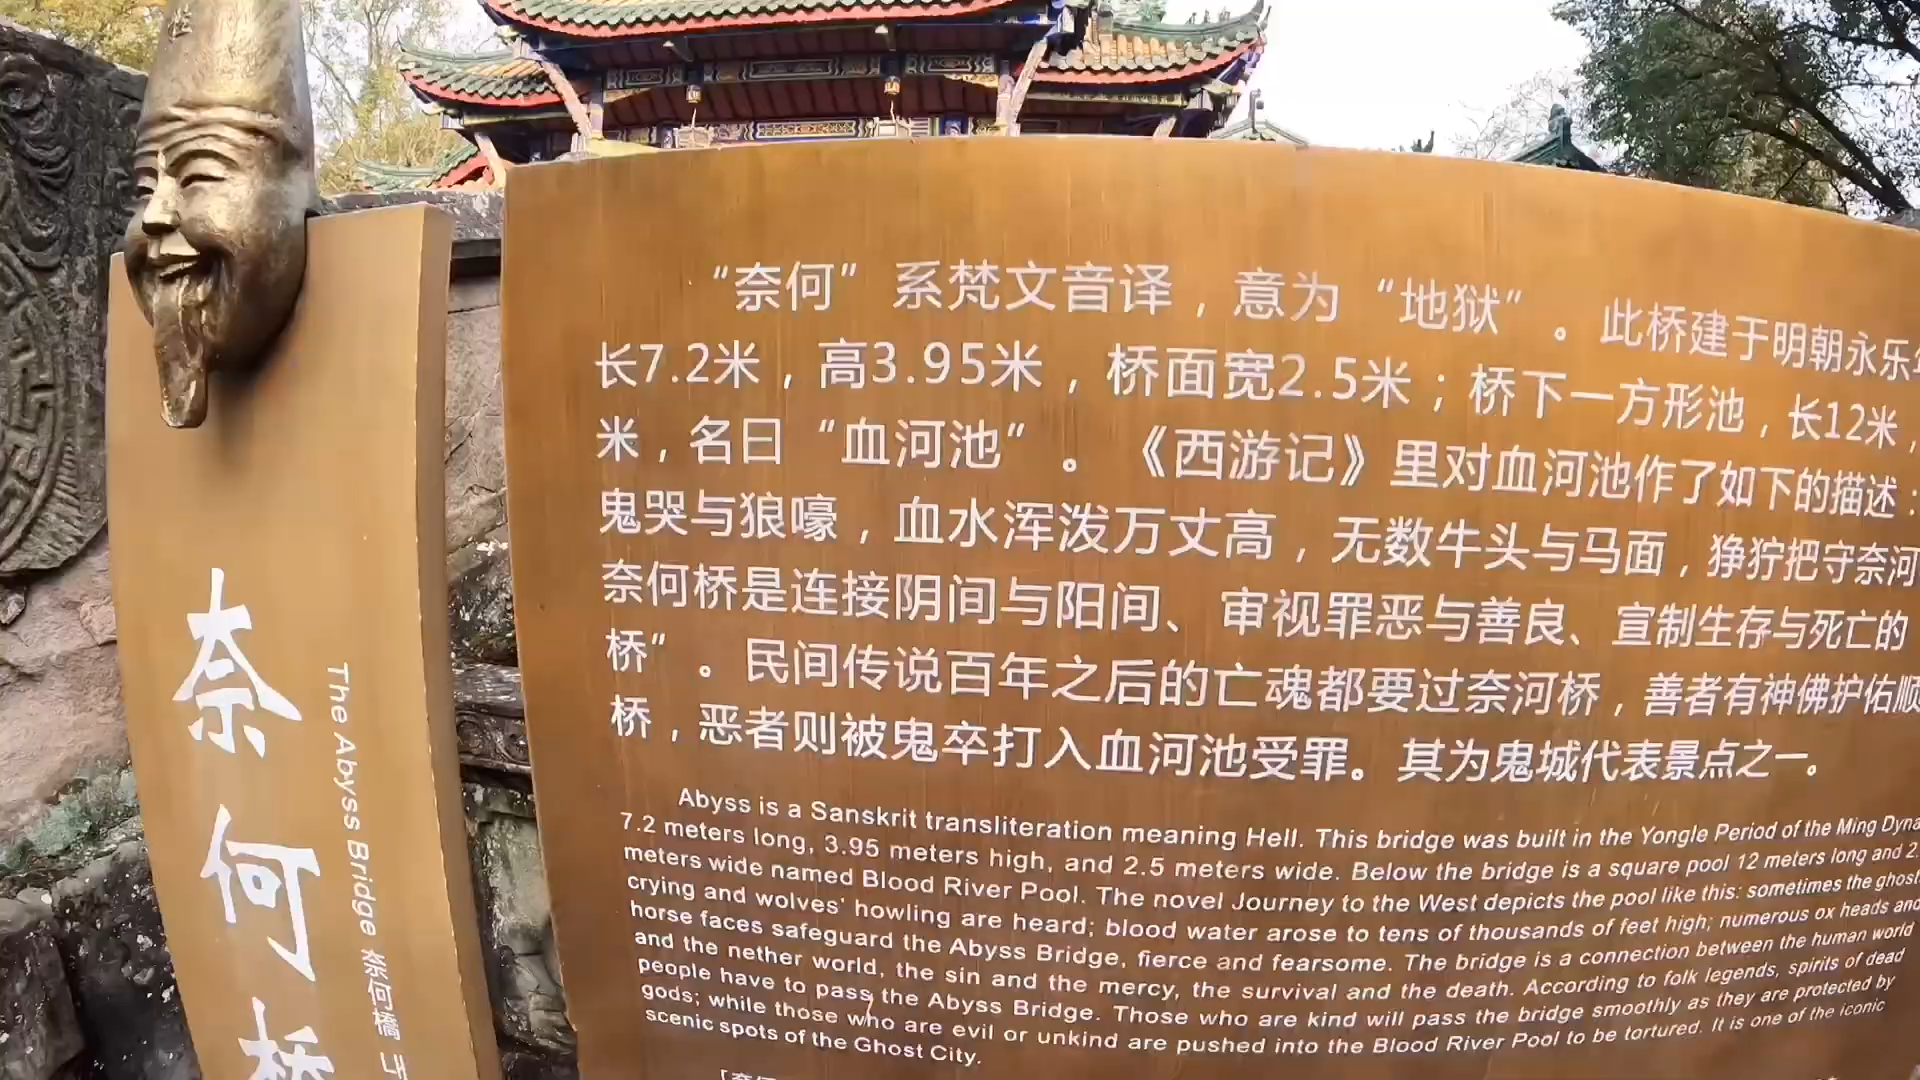 奈何桥
The Abyss Bridge 奈何橋 내
“奈何”系梵文音译，意为“地狱”。此桥建于明朝永乐年
长7.2米，高3.95米，桥面宽2.5米；桥下一方形池，长12米，
米，名曰“血河池”。《西游记》里对血河池作了如下的描述：
鬼哭与狼嚎，血水浑泼万丈高，无数牛头与马面，狰狞把守奈河
奈何桥是连接阴间与阳间、审视罪恶与善良、宣制生存与死亡的
桥”。民间传说百年之后的亡魂都要过奈河桥，善者有神佛护佑顺
桥，恶者则被鬼卒打入血河池受罪。其为鬼城代表景点之一。
Abyss is a Sanskrit transliteration meaning Hell. This bridge was built in the Yongle Period of the Ming Dyna
7.2 meters long, 3.95 meters high, and 2.5 meters wide. Below the bridge is a square pool 12 meters long and 2.
meters wide named Blood River Pool. The novel Journey to the West depicts the pool like this: sometimes the ghost
crying and wolves' howling are heard; blood water arose to tens of thousands of feet high; numerous ox heads and
horse faces safeguard the Abyss Bridge, fierce and fearsome. The bridge is a connection between the human world
and the nether world, the sin and the mercy, the survival and the death. According to folk legends, spirits of dead
people have to pass the Abyss Bridge. Those who are kind will pass the bridge smoothly as they are protected by
gods; while those who are evil or unkind are pushed into the Blood River Pool to be tortured. It is one of the iconic
scenic spots of the Ghost City.